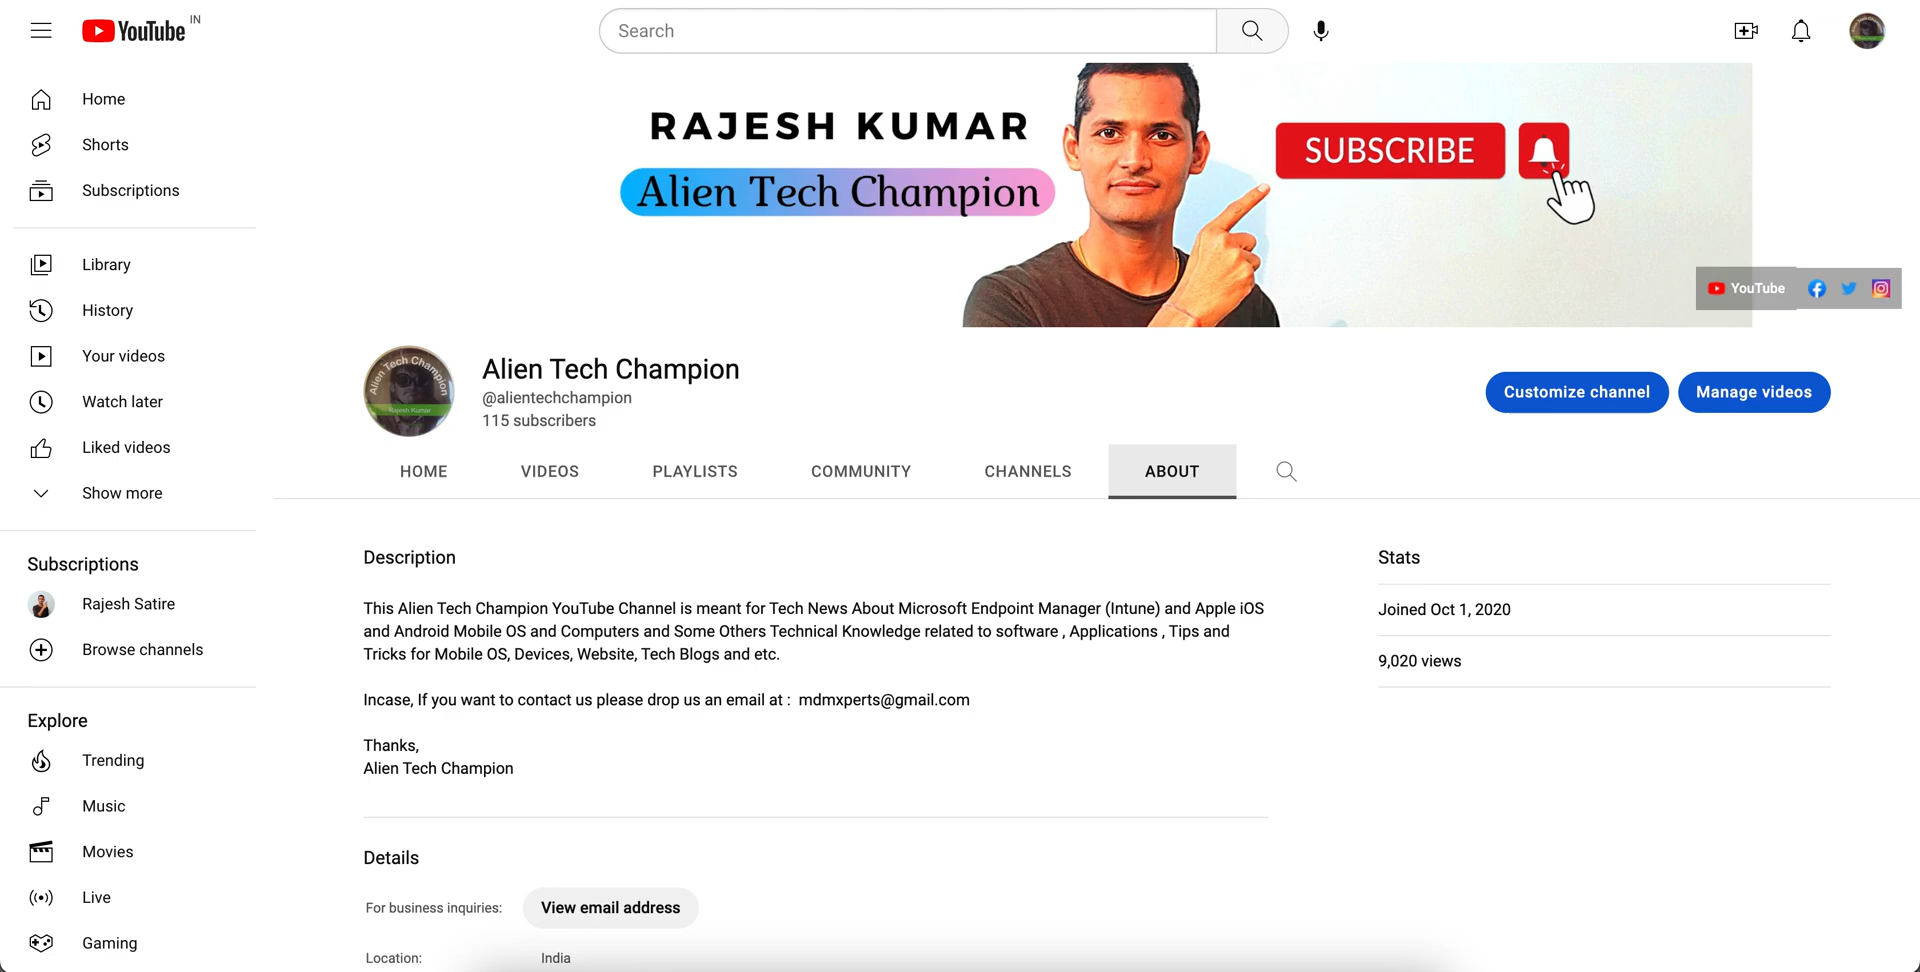 YouTube IN
Search
Home
Shorts
Subscriptions
Library
History
Your videos
Watch later
Liked videos
Show more
Subscriptions
Rajesh Satire
Browse channels
Explore
Trending
Music
Movies
Live
Gaming
RAJESH KUMAR
Alien Tech Champion
SUBSCRIBE
YouTube
Alien Tech Champion
Rajesh Kumar
Alien Tech Champion
@alientechchampion
115 subscribers
Customize channel
Manage videos
HOME
VIDEOS
PLAYLISTS
COMMUNITY
CHANNELS
ABOUT
Description
This Alien Tech Champion YouTube Channel is meant for Tech News About Microsoft Endpoint Manager (Intune) and Apple iOS
and Android Mobile OS and Computers and Some Others Technical Knowledge related to software , Applications , Tips and
Tricks for Mobile OS, Devices, Website, Tech Blogs and etc.
Incase, If you want to contact us please drop us an email at :  mdmxperts@gmail.com
Thanks,
Alien Tech Champion
Details
For business inquiries:
View email address
Location:
India
Stats
Joined Oct 1, 2020
9,020 views